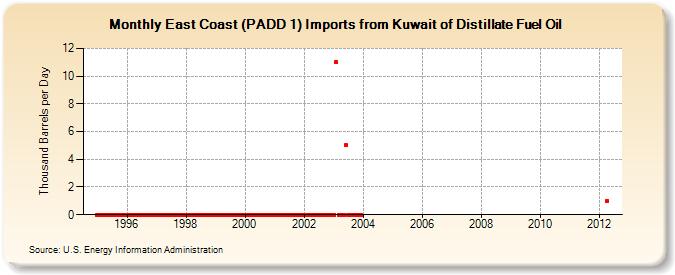 Monthly East Coast (PADD 1) Imports from Kuwait of Distillate Fuel Oil
Thousand Barrels per Day
12
10
8
6
4
2
0
1996 1998 2000 2002 2004 2006 2008 2010 2012
Source: U.S. Energy Information Administration